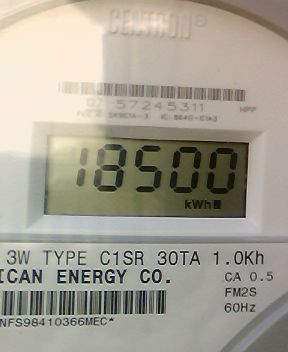 CENTRON®
07 57245311 HPP
18500
kWh
3W TYPE C1SR 30TA 1.0Kh
ICAN ENERGY CO. CA 0.5
FM2S
NFS98410366MEC* 60Hz